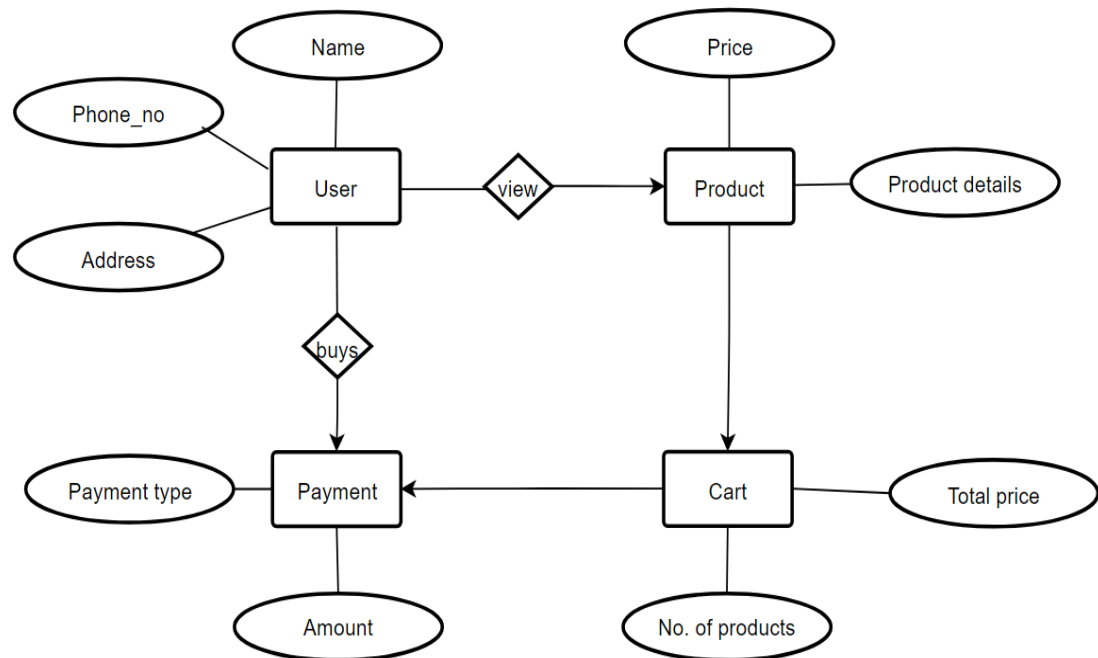 Name
Price
Phone_no
User
view
Product
Product details
Address
buys
Payment type
Payment
Cart
Total price
Amount
No. of products